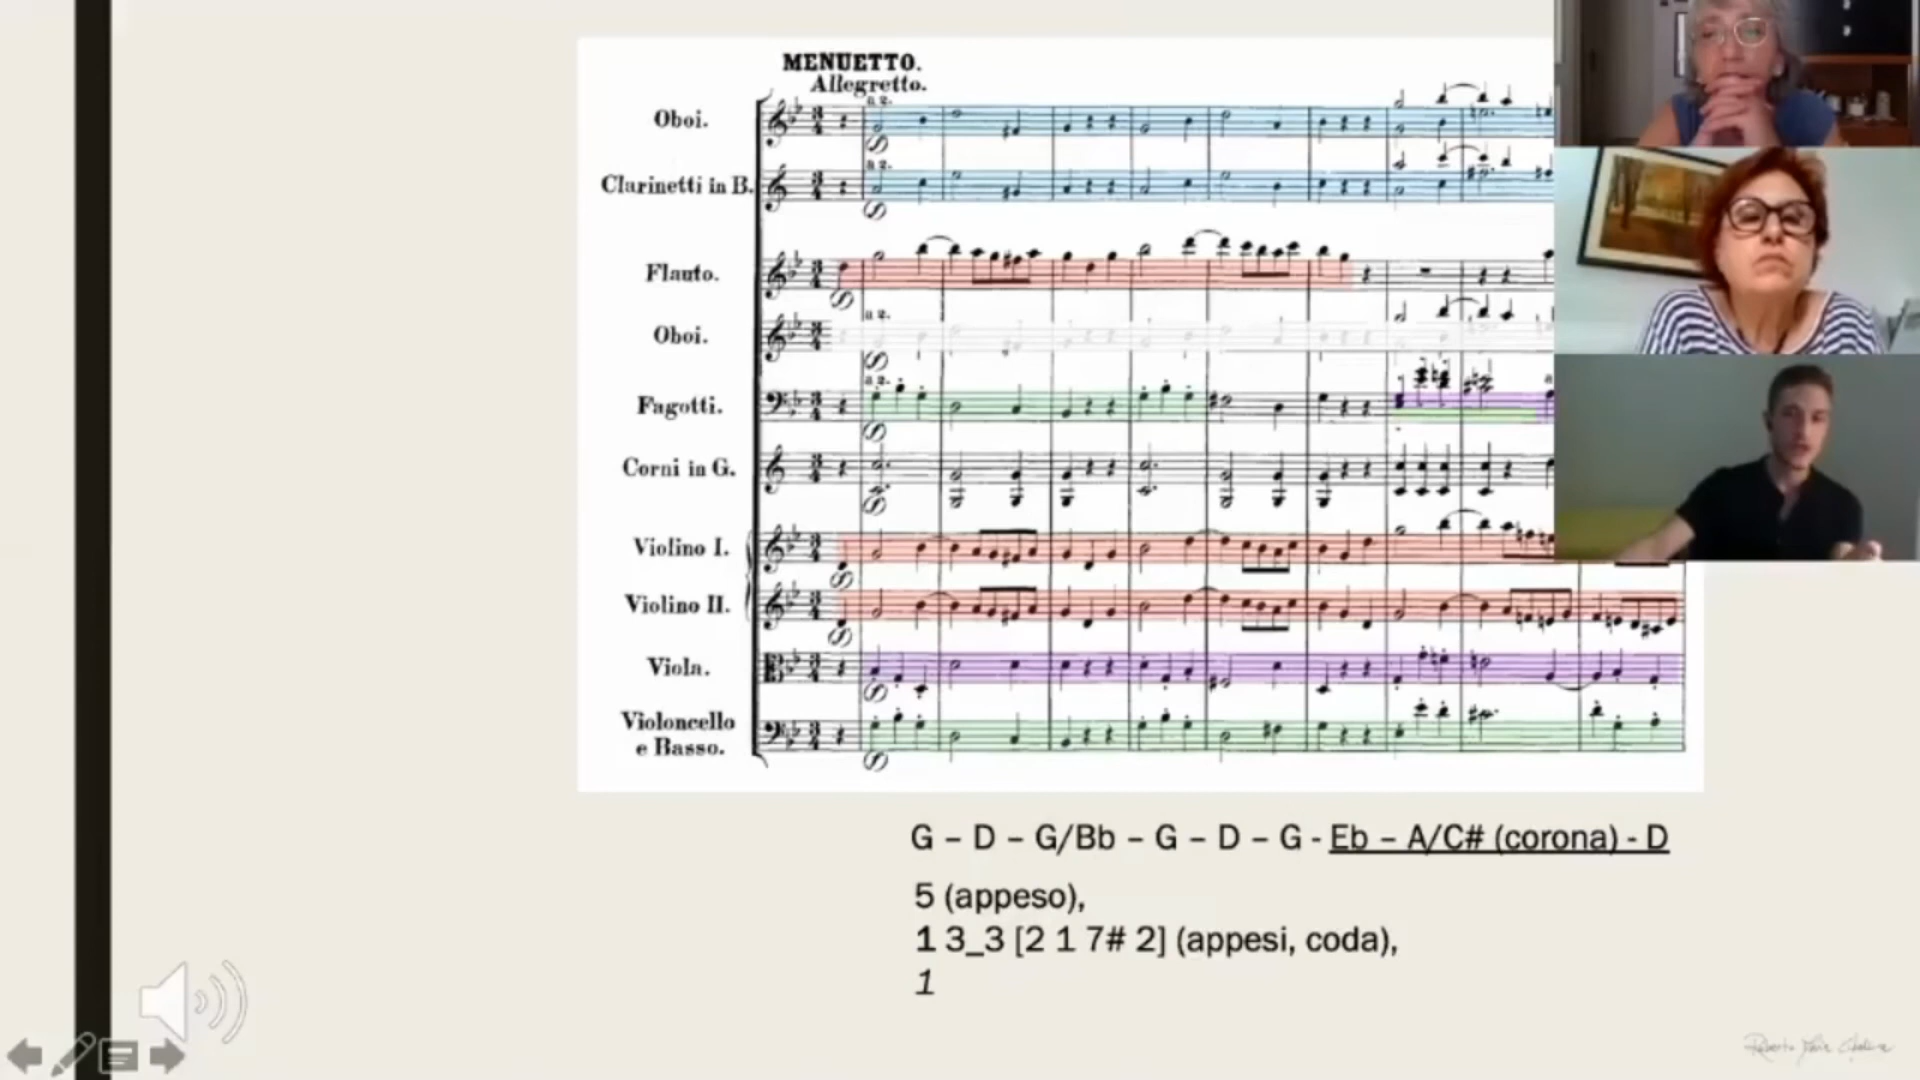 MENUETTO.
Allegretto.
a 2.
Oboi.
a 2.
Clarinetti in B.
Flauto.
a 2.
Oboi.
a 2.
Fagotti.
Corni in G.
Violino I.
Violino II.
Viola.
Violoncello
e Basso.
G – D – G/Bb – G – D – G - Eb – A/C# (corona) - D
5 (appeso),
1 3_3 [2 1 7# 2] (appesi, coda),
1